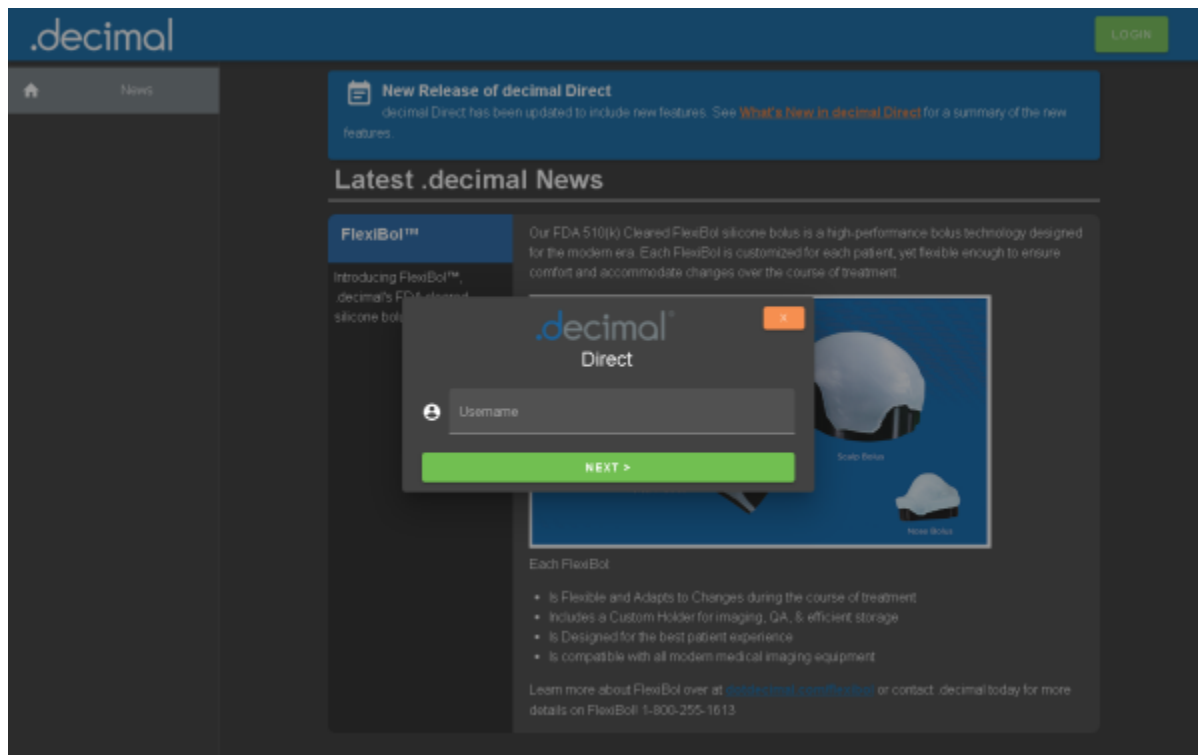 .decimal
LOGIN
News
New Release of decimal Direct
decimal Direct has been updated to include new features. See What's New in decimal Direct for a summary of the new
features.
Latest .decimal News
FlexiBol™
Introducing FlexiBol™,
.decimal's FDA cleared
silicone
Our FDA 510(k) Cleared FlexiBol silicone bolus is a high-performance bolus technology designed
for the modern era. Each FlexiBol is customized for each patient, yet flexible enough to ensure
comfort and accommodate changes over the course of treatment.
.decimal®
X
Direct
Username
NEXT >
Scalp Bolus
Nose Bolus
Each FlexiBol:
• Is Flexible and Adapts to Changes during the course of treatment
• Includes a Custom Holder for imaging, QA, & efficient storage
• Is Designed for the best patient experience
• Is compatible with all modern medical imaging equipment
Learn more about FlexiBol over at or contact .decimal today for more
details on FlexiBol! 1-800-255-1613